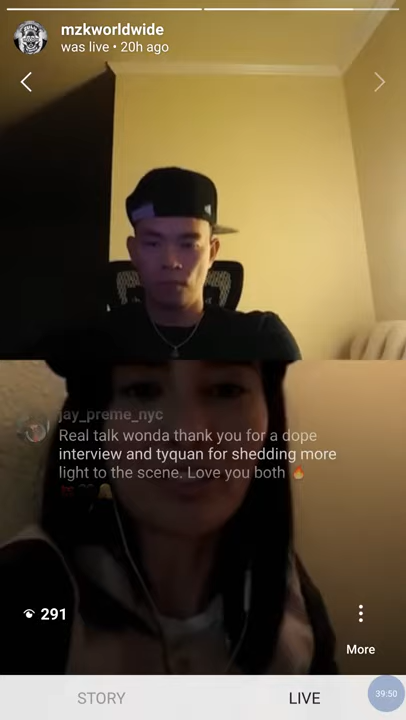 mzkworldwide
was live • 20h ago
jay_preme_nyc
Real talk wonda thank you for a dope
interview and tyquan for shedding more
light to the scene. Love you both 🔥
291
More
STORY
LIVE
39:50